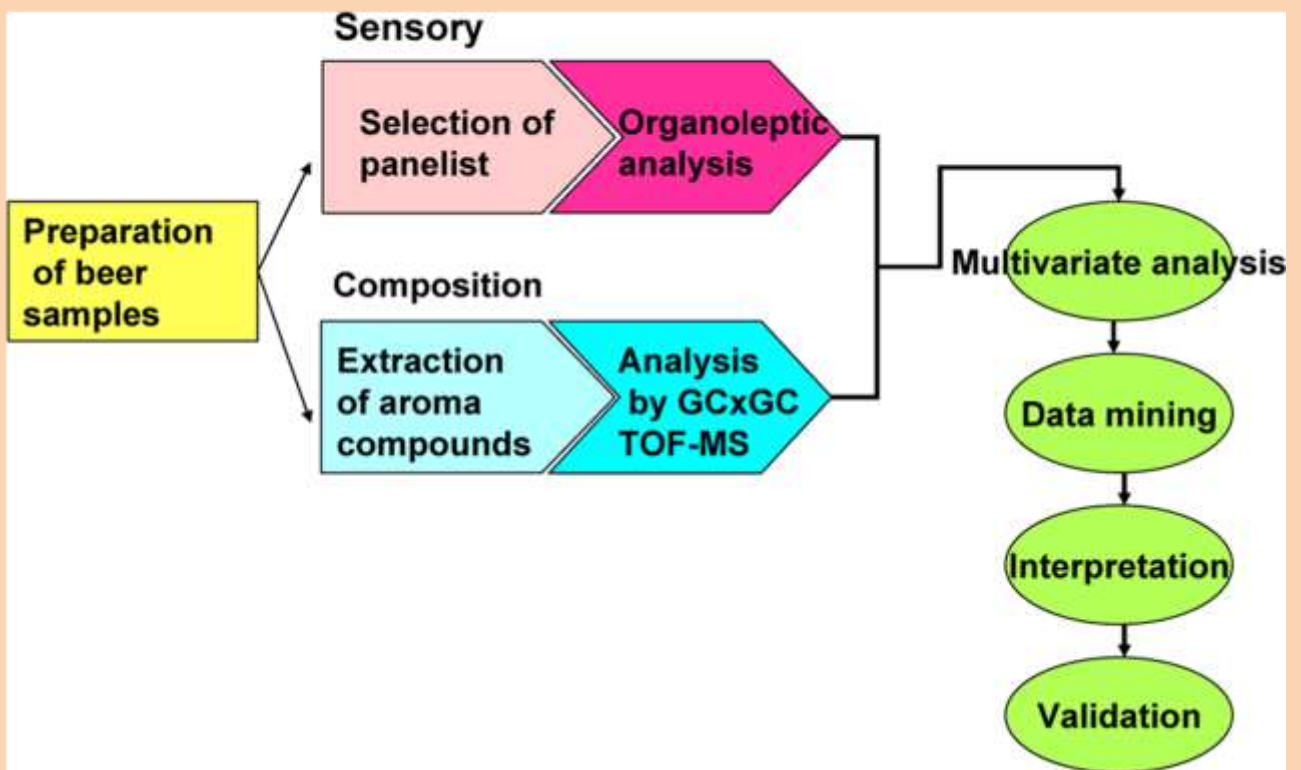 Sensory
Selection of
panelist
Organoleptic
analysis
Preparation
of beer
samples
Composition
Extraction
of aroma
compounds
Analysis
by GCxGC
TOF-MS
Multivariate analysis
Data mining
Interpretation
Validation